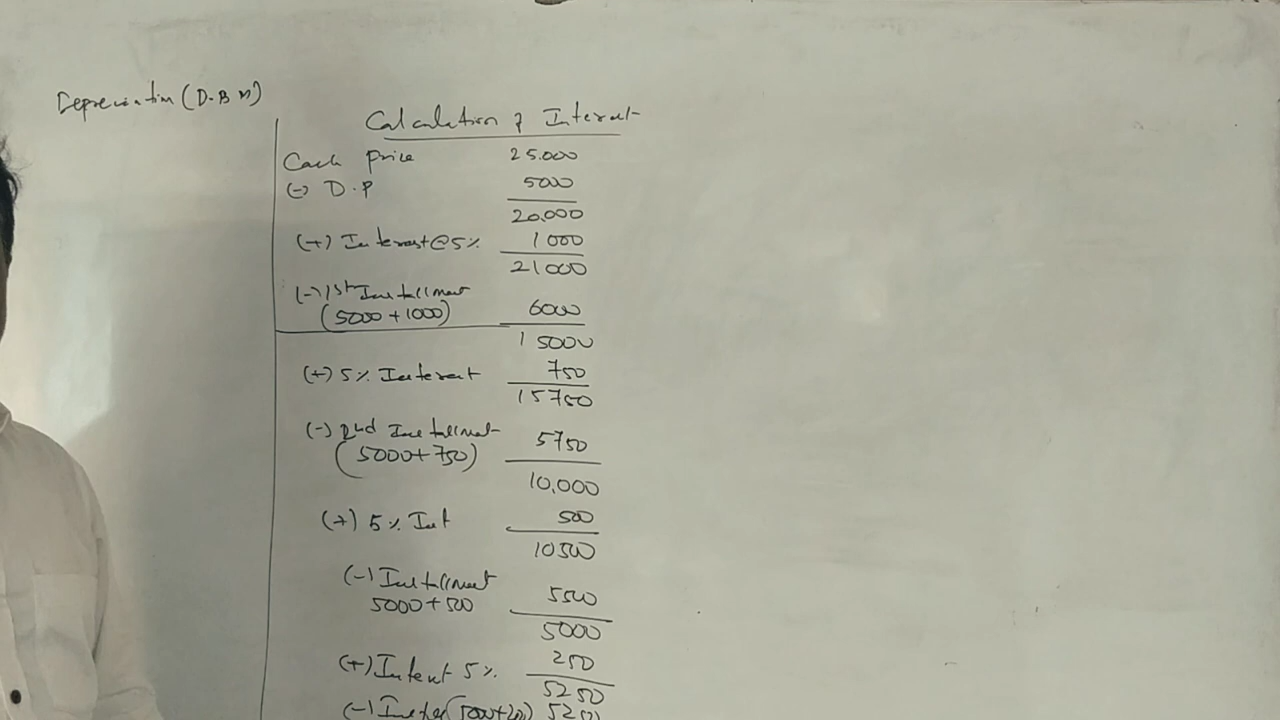 Depreciation (D.B.M)
Calculation of Interest
Cash price 25.000
(-) D.P 5000
20,000
(+) Interest @ 5% 1000
21000
(-) 1st Installment
(5000 + 1000) 6000
15000
(+) 5% Interest 750
15750
(-) 2nd Installment
(5000 + 750) 5750
10,000
(+) 5% Int 500
10500
(-) Installment
5000 + 500 5500
5000
(+) Interest 5% 250
5250
(-) 5250